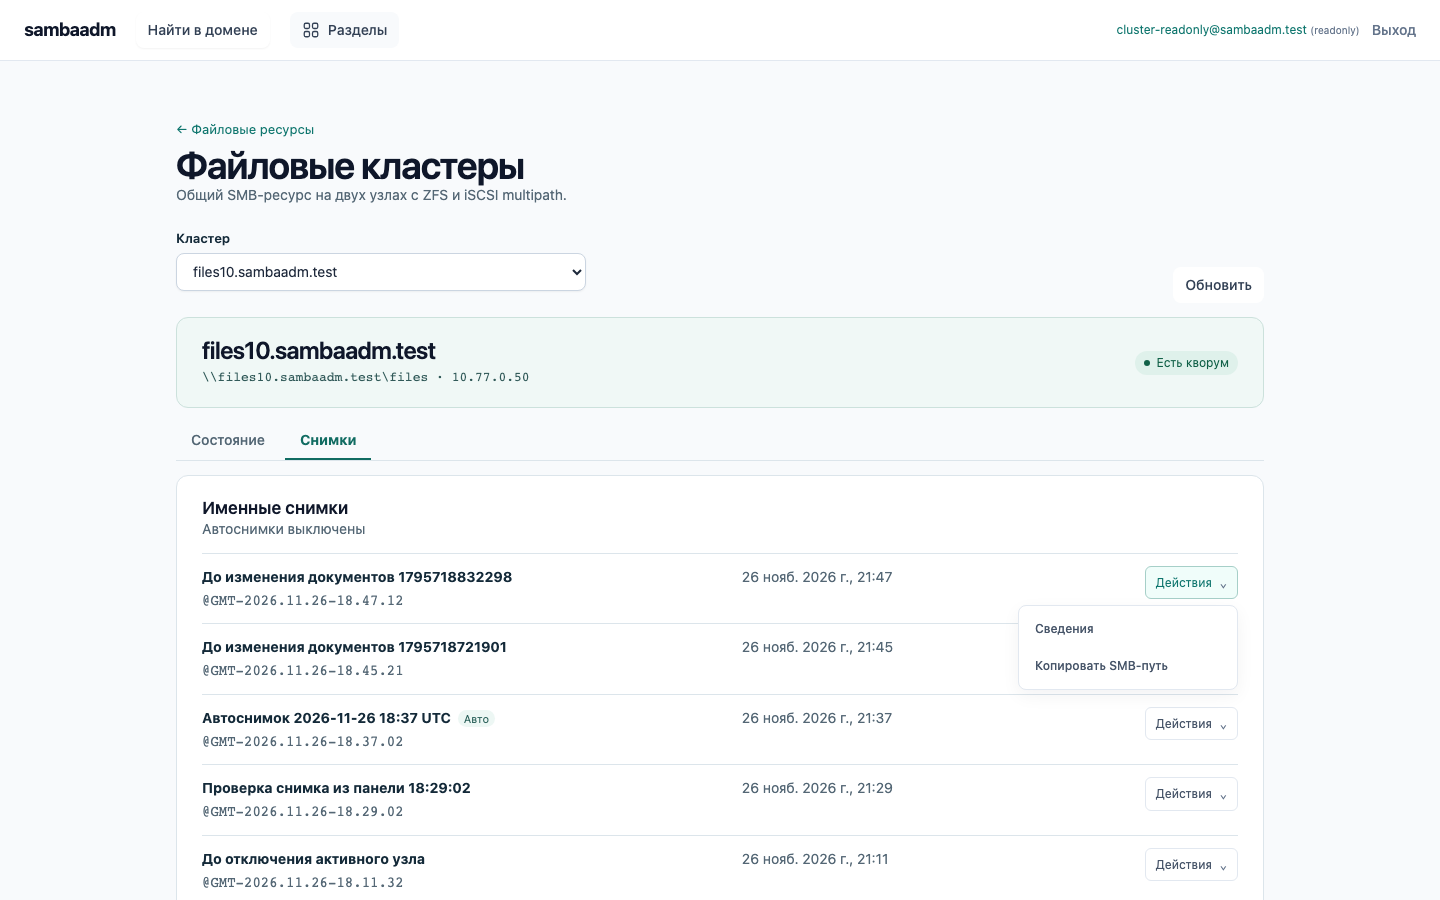 sambaadm
Найти в домене
Разделы
cluster-readonly@sambaadm.test (readonly)
Выход
← Файловые ресурсы
Файловые кластеры
Общий SMB-ресурс на двух узлах с ZFS и iSCSI multipath.
Кластер
files10.sambaadm.test
Обновить
files10.sambaadm.test
\\files10.sambaadm.test\files · 10.77.0.50
Есть кворум
Состояние
Снимки
Именные снимки
Автоснимки выключены
До изменения документов 1795718832298
26 нояб. 2026 г., 21:47
Действия
@GMT-2026.11.26-18.47.12
Сведения
Копировать SMB-путь
До изменения документов 1795718721901
26 нояб. 2026 г., 21:45
@GMT-2026.11.26-18.45.21
Автоснимок 2026-11-26 18:37 UTC Авто
26 нояб. 2026 г., 21:37
Действия
@GMT-2026.11.26-18.37.02
Проверка снимка из панели 18:29:02
26 нояб. 2026 г., 21:29
Действия
@GMT-2026.11.26-18.29.02
До отключения активного узла
26 нояб. 2026 г., 21:11
Действия
@GMT-2026.11.26-18.11.32